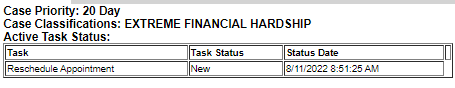 Case Priority: 20 Day
Case Classifications: EXTREME FINANCIAL HARDSHIP
Active Task Status:
Task Task Status Status Date
Reschedule Appointment New 8/11/2022 8:51:25 AM